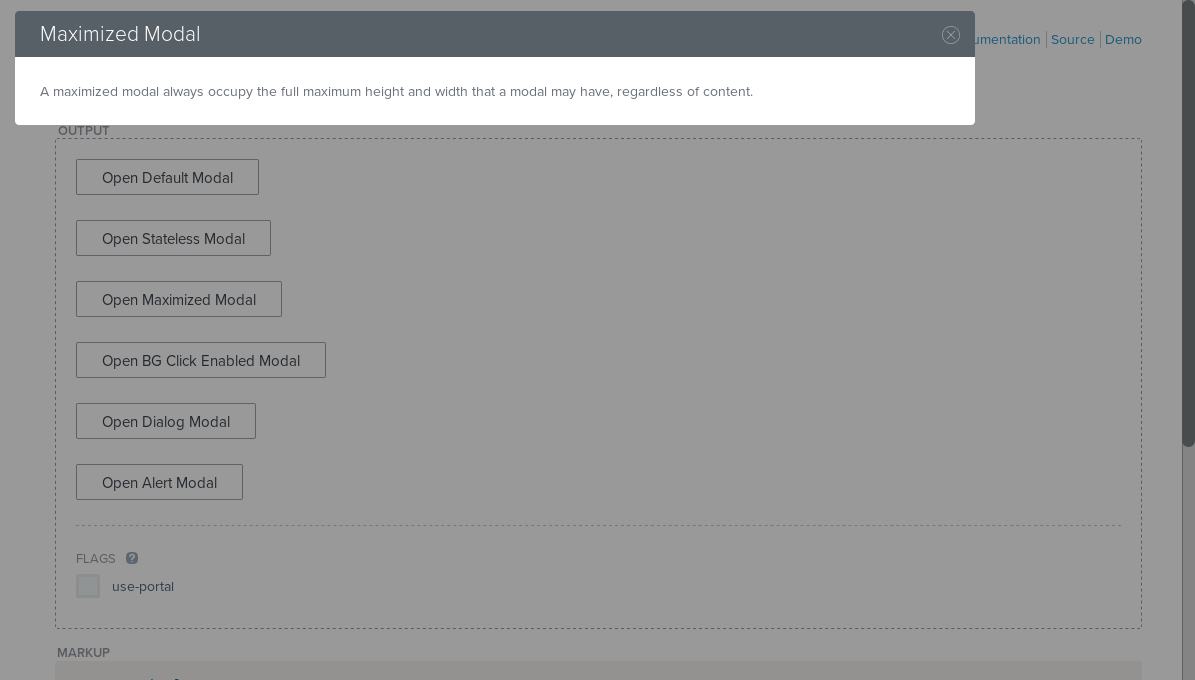 Maximized Modal
umentation Source Demo
A maximized modal always occupy the full maximum height and width that a modal may have, regardless of content.
OUTPUT
Open Default Modal
Open Stateless Modal
Open Maximized Modal
Open BG Click Enabled Modal
Open Dialog Modal
Open Alert Modal
FLAGS ?
use-portal
MARKUP